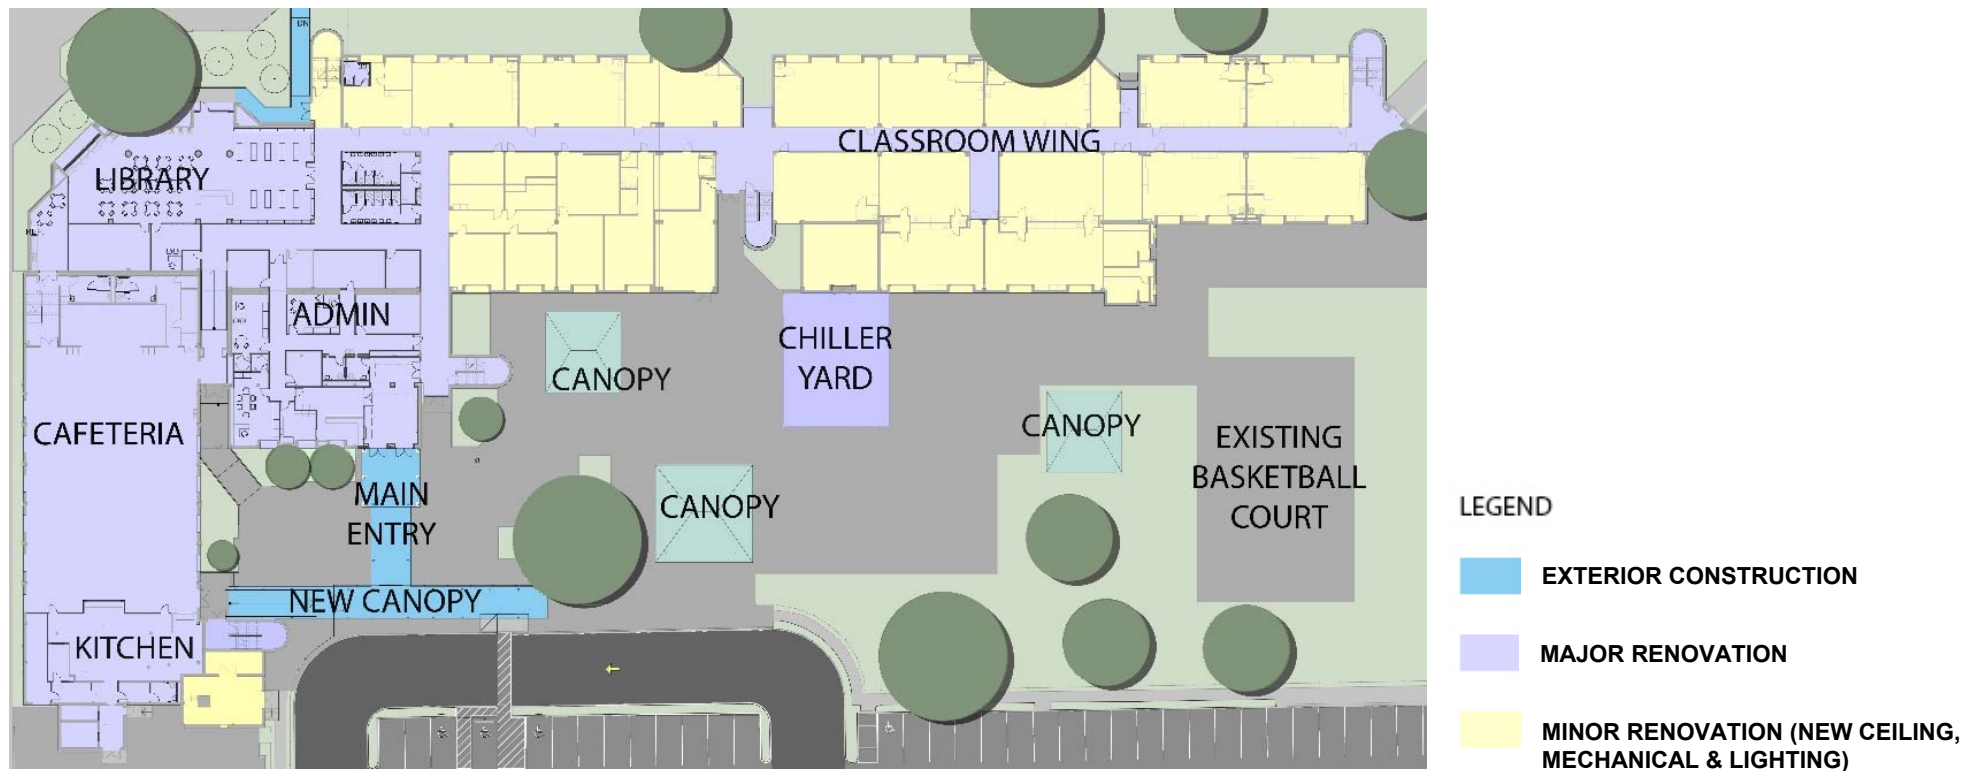 DN
CLASSROOM WING
LIBRARY
ADMIN
CHILLER
YARD
CANOPY
CAFETERIA
CANOPY
EXISTING
BASKETBALL
COURT
MAIN
ENTRY
CANOPY
NEW CANOPY
KITCHEN
LEGEND
EXTERIOR CONSTRUCTION
MAJOR RENOVATION
MINOR RENOVATION (NEW CEILING,
MECHANICAL & LIGHTING)